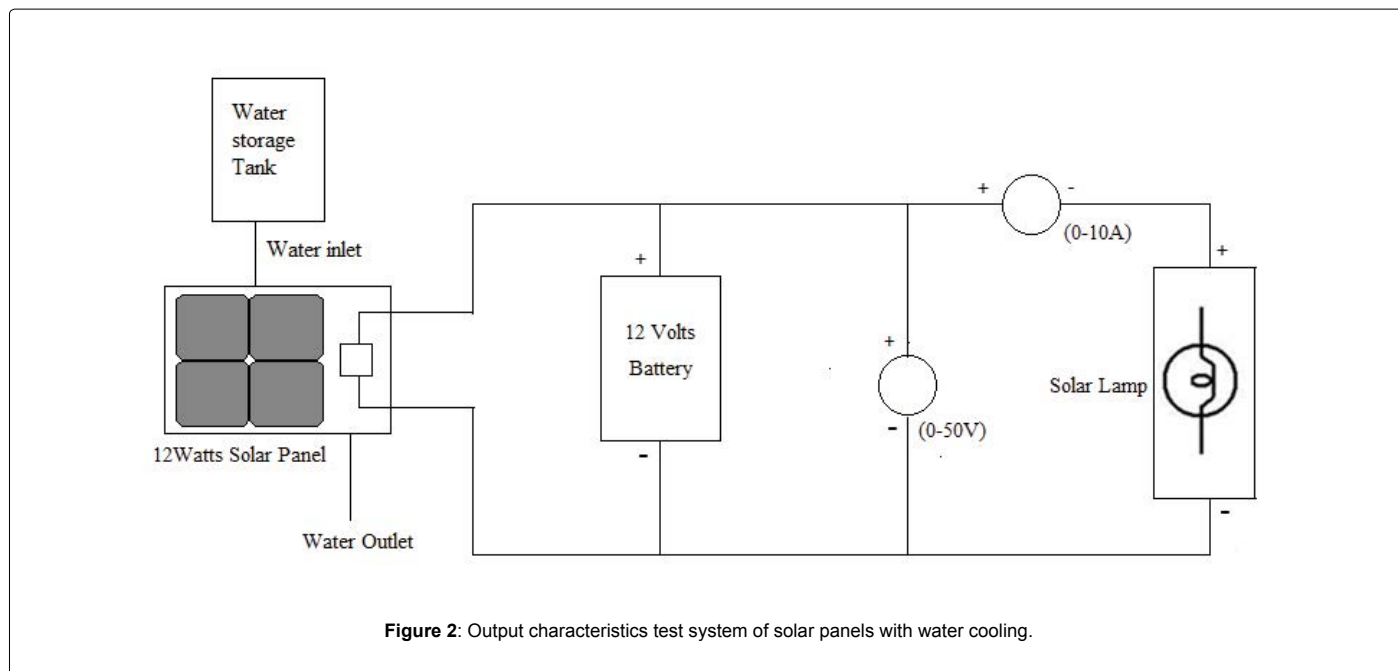 Water
storage
Tank
Water inlet
12Watts Solar Panel
Water Outlet
+
12 Volts
Battery
-
+
-
(0-50V)
+
-
(0-10A)
+
Solar Lamp
-
Figure 2: Output characteristics test system of solar panels with water cooling.